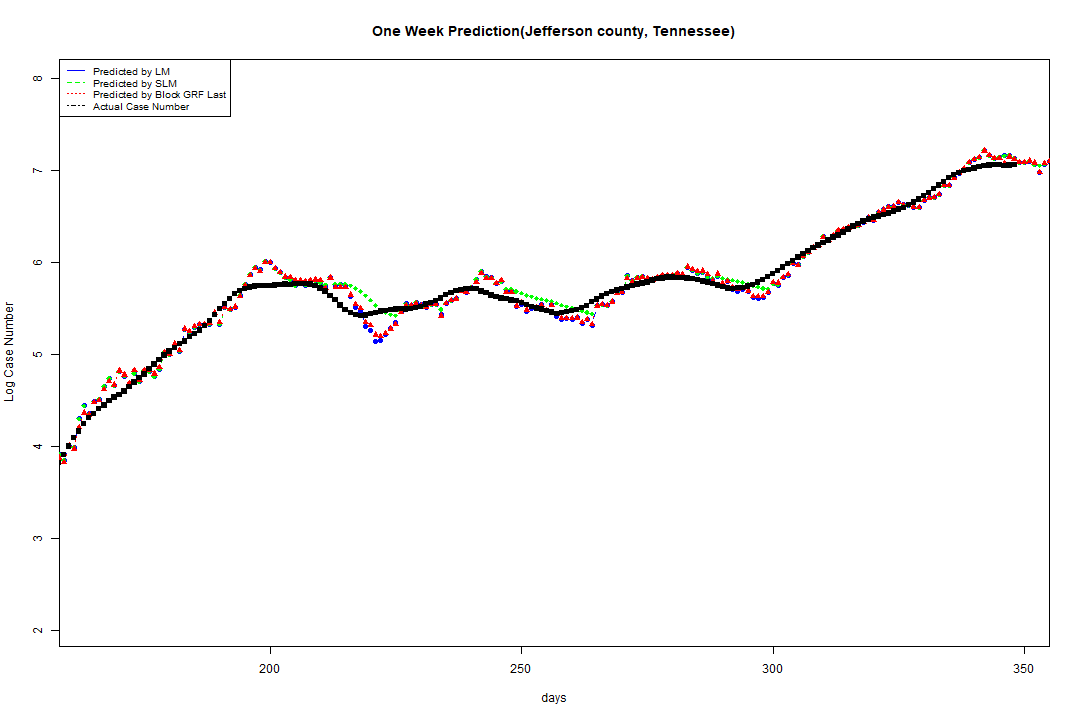 One Week Prediction(Jefferson county, Tennessee)
Predicted by LM
Predicted by SLM
Predicted by Block GRF Last
Actual Case Number
8
7
6
5
4
3
2
Log Case Number
200
250
300
350
days